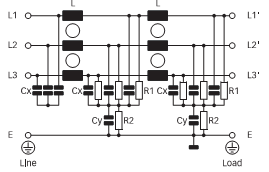 L L
L1 L1'
L2 L2'
L3 L3'
Cx Cx R1 Cx R1
Cy R2 Cy R2
E E
Line Load